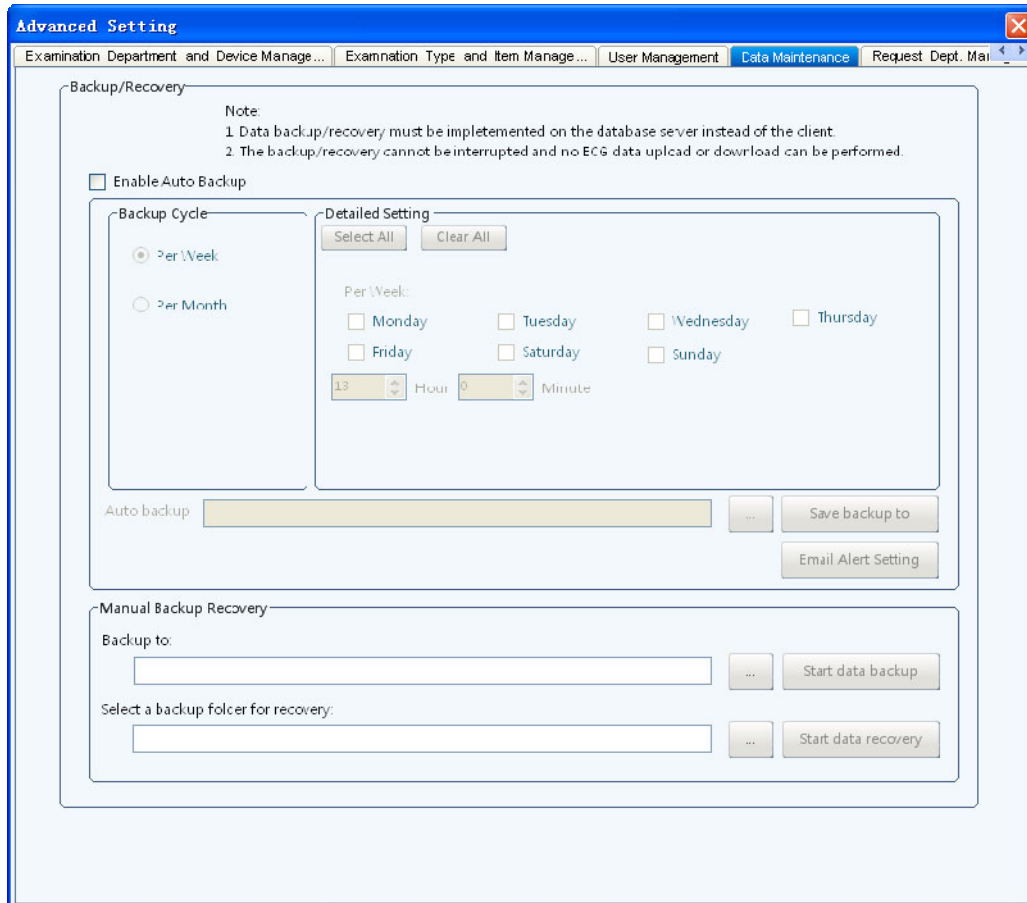 Advanced Setting
Examination Department and Device Manage... Examnation Type and Item Manage... User Management Data Maintenance Request Dept. Mar
Backup/Recovery
Note:
1. Data backup/recovery must be impletemented on the database server instead of the client.
2. The backup/recovery cannot be interrupted and no ECG data upload or download can be performed.
Enable Auto Backup
Backup Cycle
Detailed Setting
Select All Clear All
Per Week
Per Month
Per Week:
Monday Tuesday Wednesday Thursday
Friday Saturday Sunday
13 Hour 0 Minute
Auto backup ... Save backup to
Email Alert Setting
Manual Backup Recovery
Backup to:
... Start data backup
Select a backup folder for recovery:
... Start data recovery